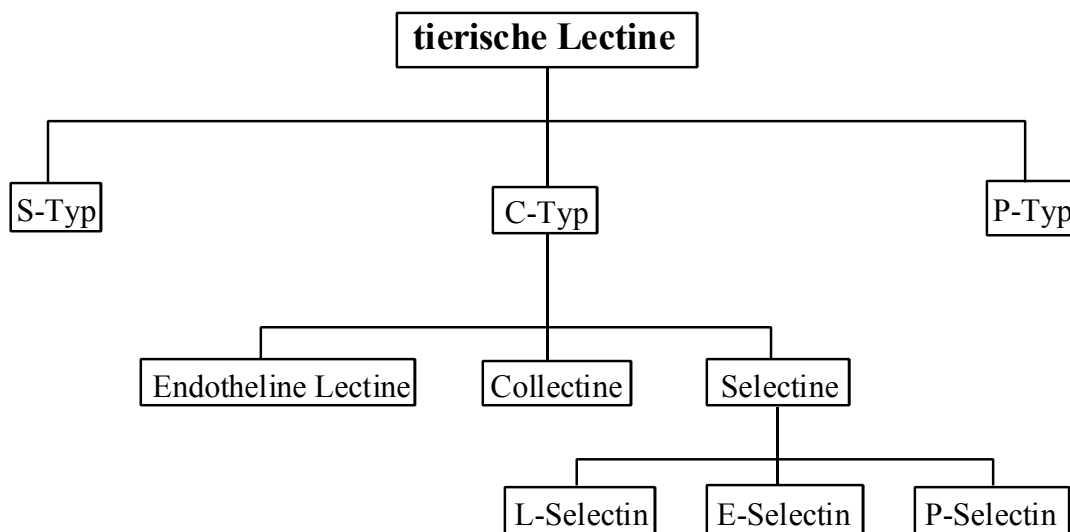 tierische Lectine
S-Typ
C-Typ
P-Typ
Endotheline Lectine
Collectine
Selectine
L-Selectin
E-Selectin
P-Selectin